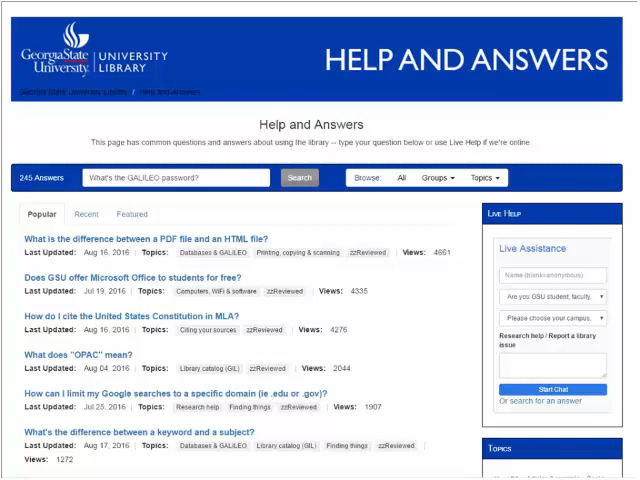 GeorgiaState University | UNIVERSITY LIBRARY
HELP AND ANSWERS
Georgia State University Library / Help and Answers
Help and Answers
This page has common questions and answers about using the library -- type your question below or use Live Help if we're online.
245 Answers
What's the GALILEO password?
Search
Browse: All Groups Topics
Popular Recent Featured
What is the difference between a PDF file and an HTML file?
Last Updated: Aug 16, 2016 | Topics: Databases & GALILEO Printing, copying & scanning zzReviewed | Views: 4661
Does GSU offer Microsoft Office to students for free?
Last Updated: Jul 19, 2016 | Topics: Computers, WiFi & software zzReviewed | Views: 4335
How do I cite the United States Constitution in MLA?
Last Updated: Aug 16, 2016 | Topics: Citing your sources zzReviewed | Views: 4276
What does "OPAC" mean?
Last Updated: Aug 04, 2016 | Topics: Library catalog (GIL) zzReviewed | Views: 2044
How can I limit my Google searches to a specific domain (ie .edu or .gov)?
Last Updated: Jul 25, 2016 | Topics: Research help Finding things zzReviewed | Views: 1907
What's the difference between a keyword and a subject?
Last Updated: Aug 17, 2016 | Topics: Databases & GALILEO Library catalog (GIL) Finding things zzReviewed |
Views: 1272
LIVE HELP
Live Assistance
Name (blank=anonymous)
Are you GSU student, faculty,
Please choose your campus.
Research help / Report a library
issue
Start Chat
Or search for an answer
TOPICS